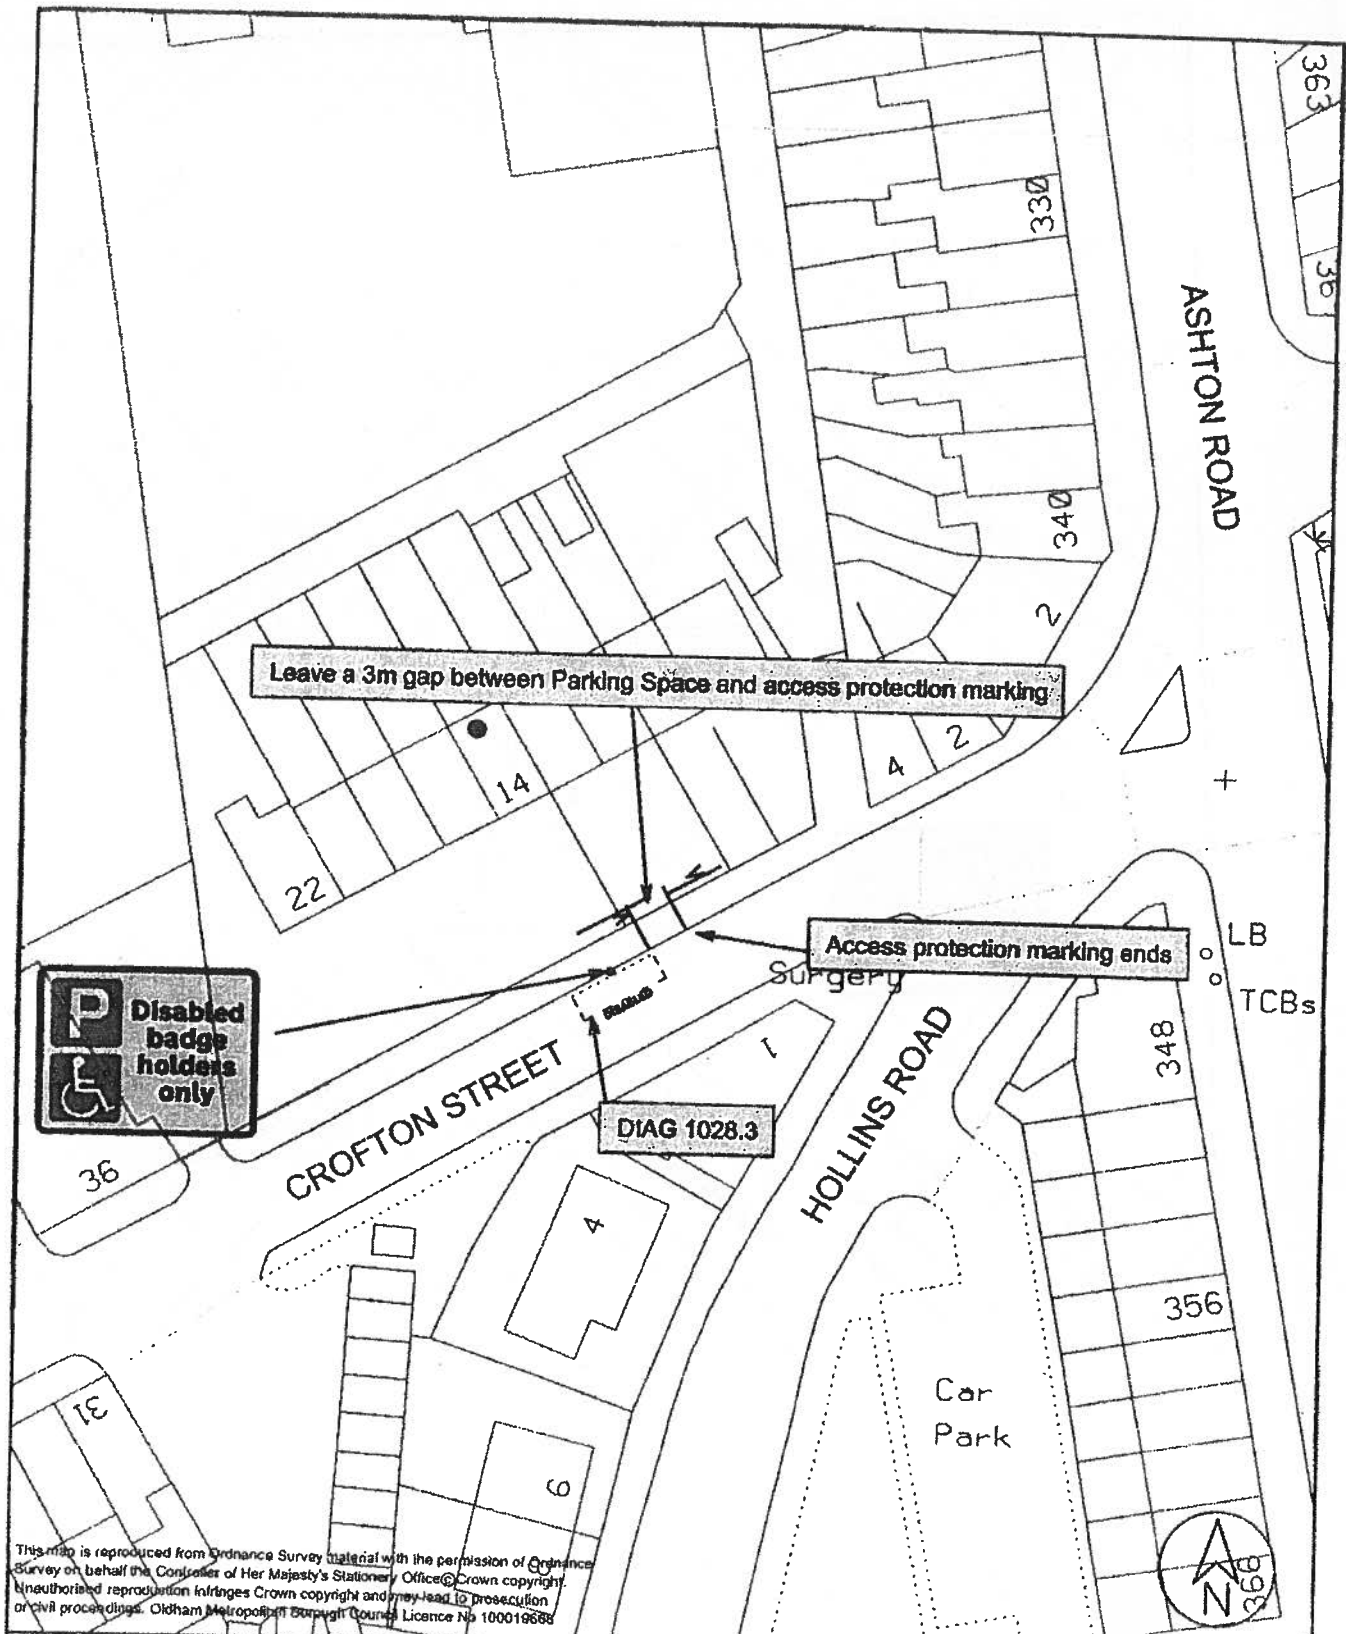 363
330
36
ASHTON ROAD
340
2
Leave a 3m gap between Parking Space and access protection marking
2
4
14
22
Access protection marking ends
LB
Surgery
TCBs
P Disabled
badge
holders
only
1
348
CROFTON STREET
DIAG 1028.3
HOLLINS ROAD
36
4
356
Car
Park
31
6
8
366
N
This map is reproduced from Ordnance Survey material with the permission of Ordnance
Survey on behalf the Controller of Her Majesty's Stationery Office © Crown copyright.
Unauthorised reproduction infringes Crown copyright and may lead to prosecution
or civil proceedings. Oldham Metropolitan Borough Council Licence No 100019668